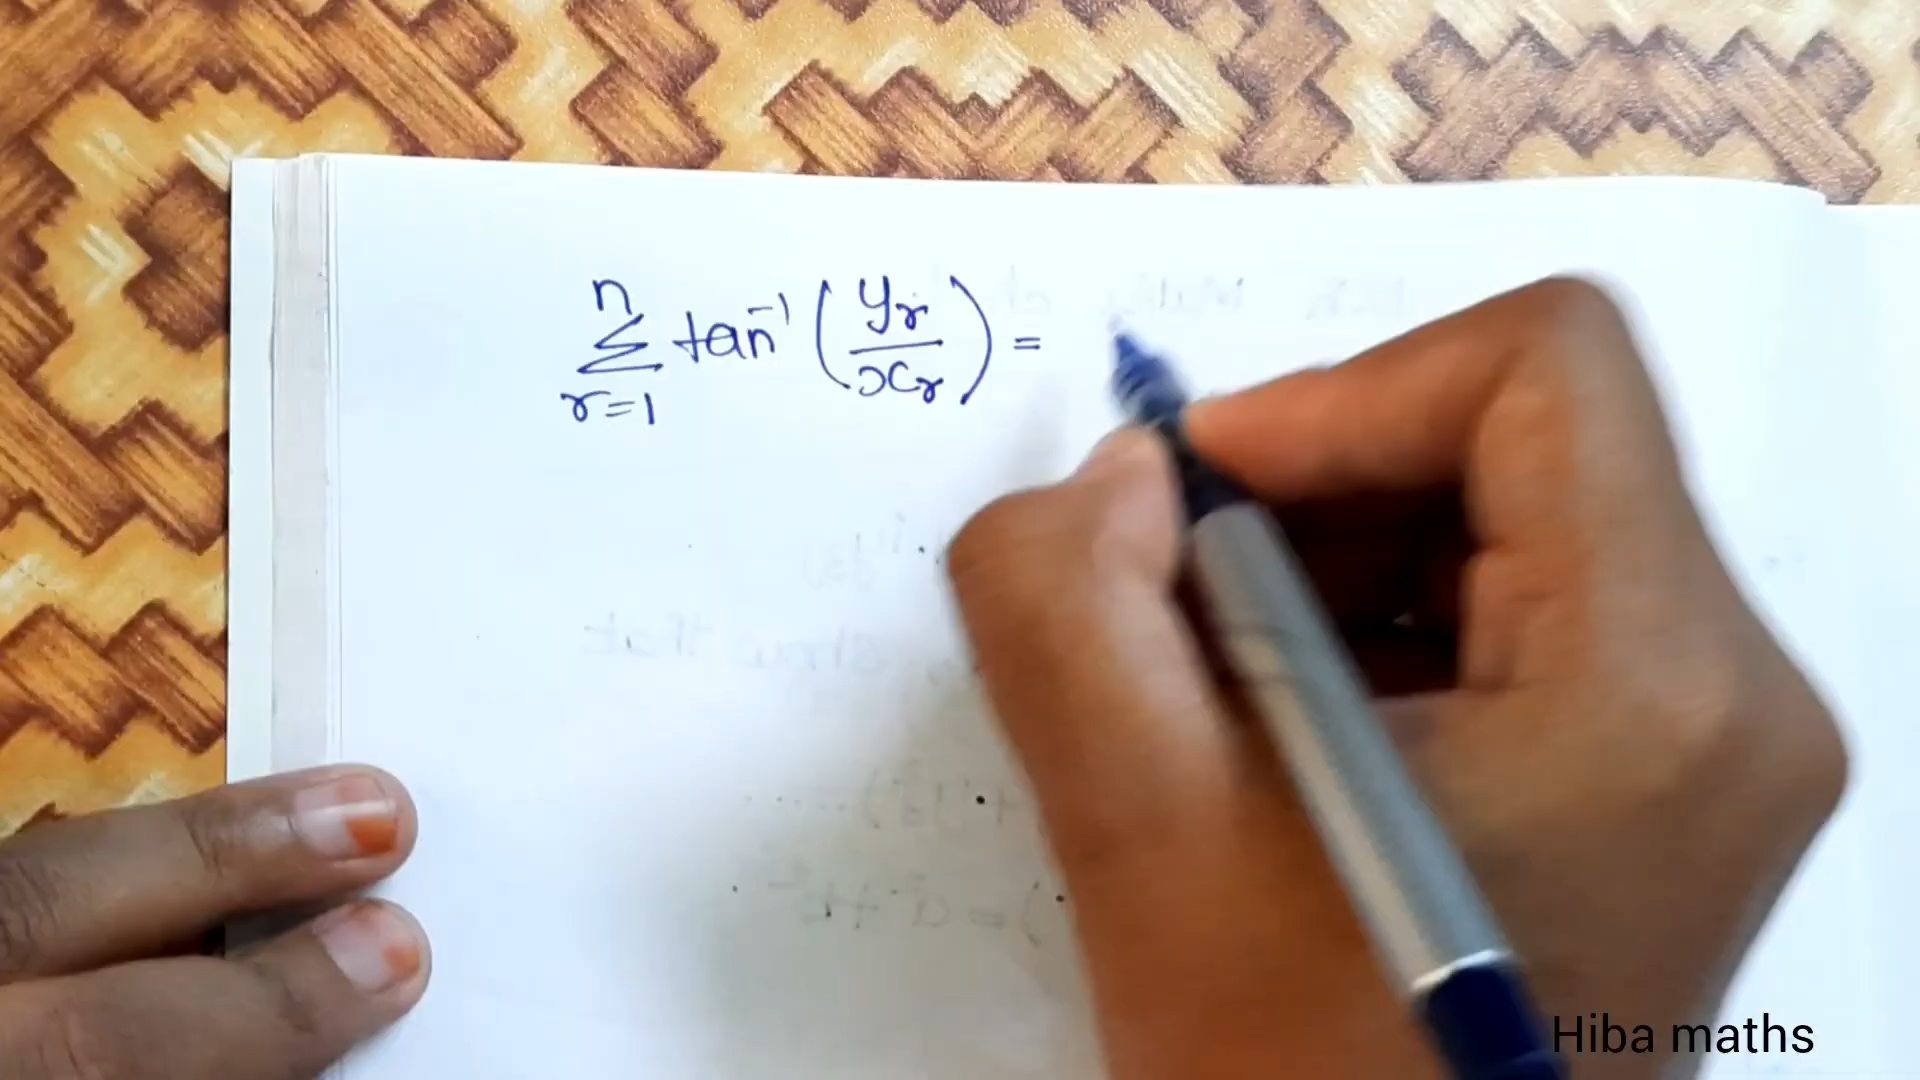 n
Σ tan⁻¹ (yᵣ/xᵣ) =
r=1
Hiba maths